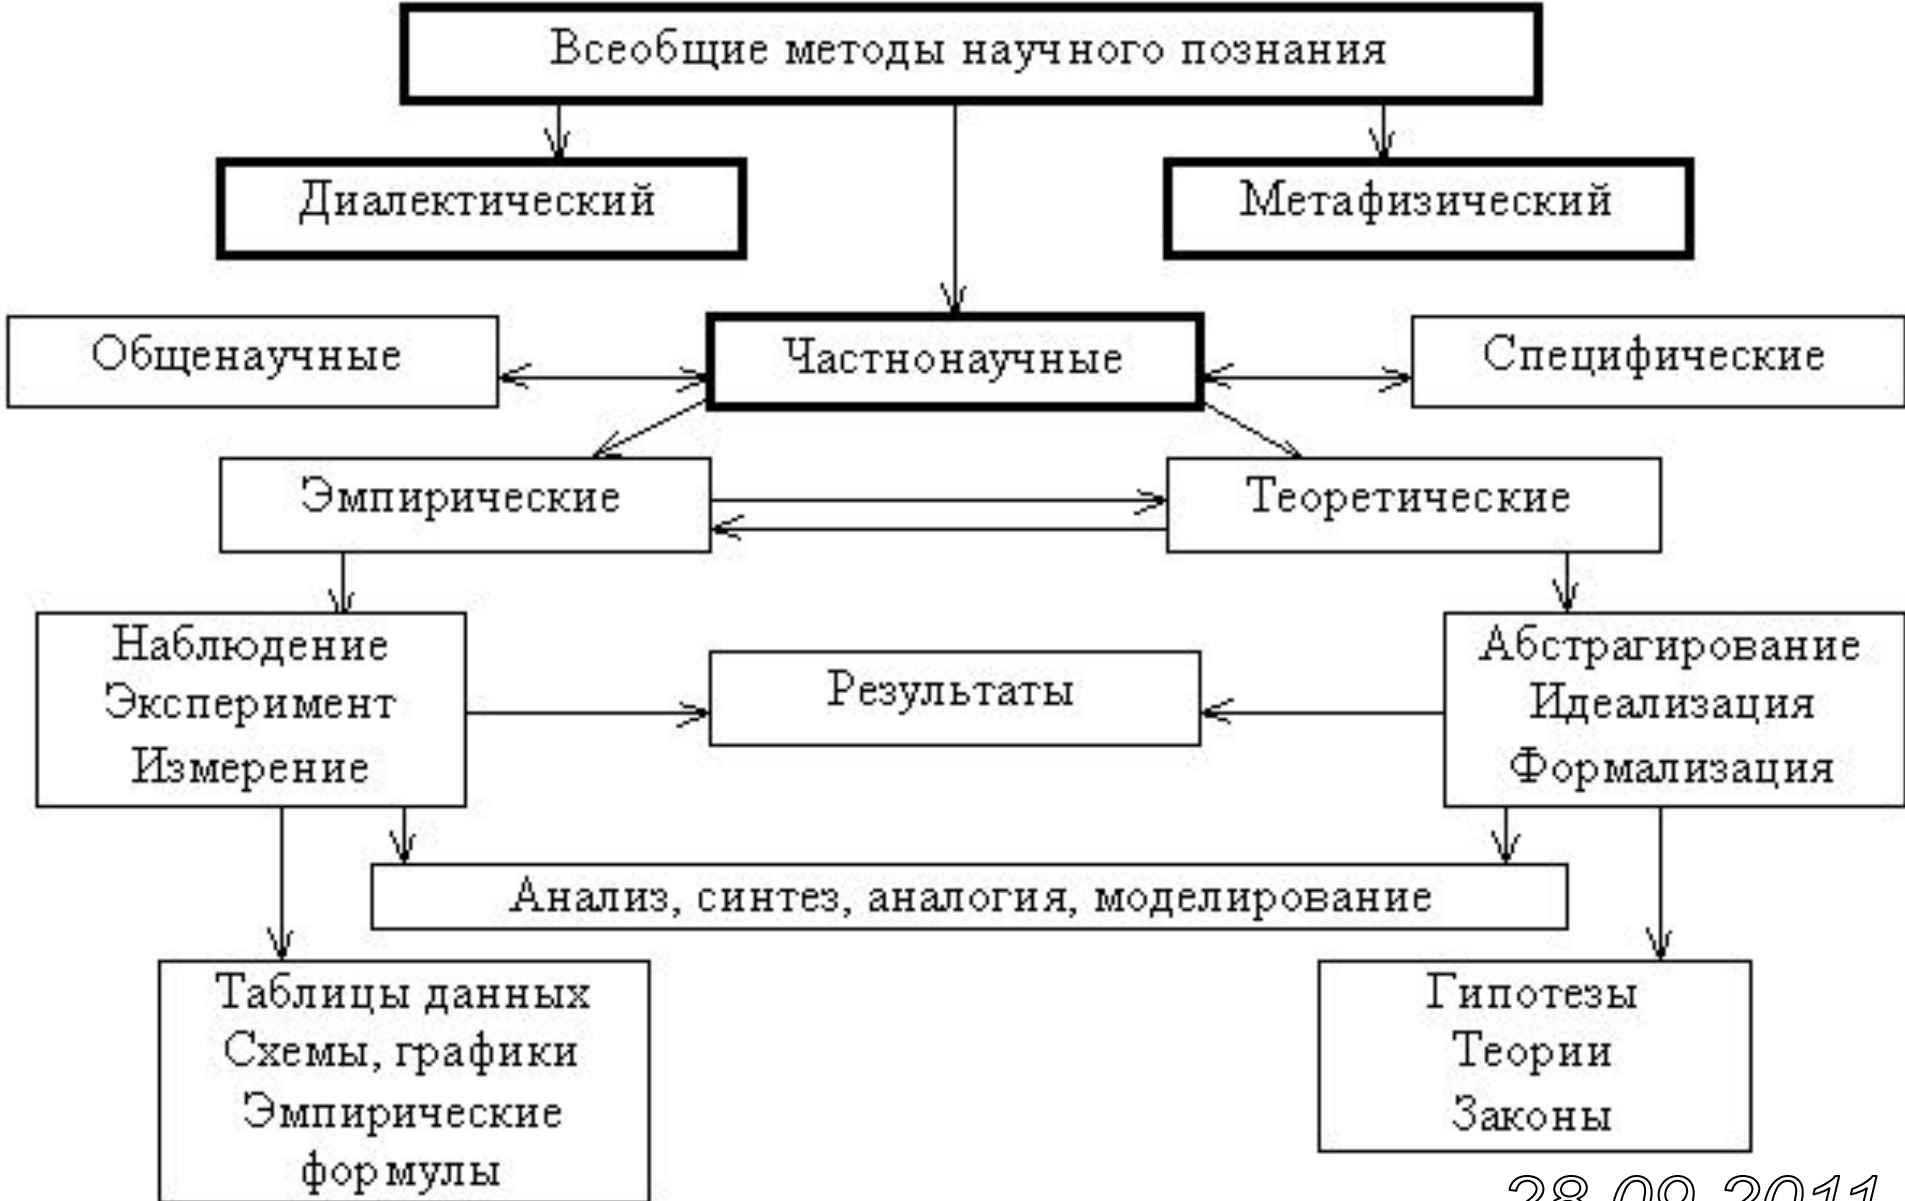 Всеобщие методы научного познания
Диалектический
Метафизический
Общенаучные
Частнонаучные
Специфические
Эмпирические
Теоретические
Наблюдение
Эксперимент
Измерение
Результаты
Абстрагирование
Идеализация
Формализация
Анализ, синтез, аналогия, моделирование
Таблицы данных
Схемы, графики
Эмпирические
формулы
Гипотезы
Теории
Законы
28.09.2011